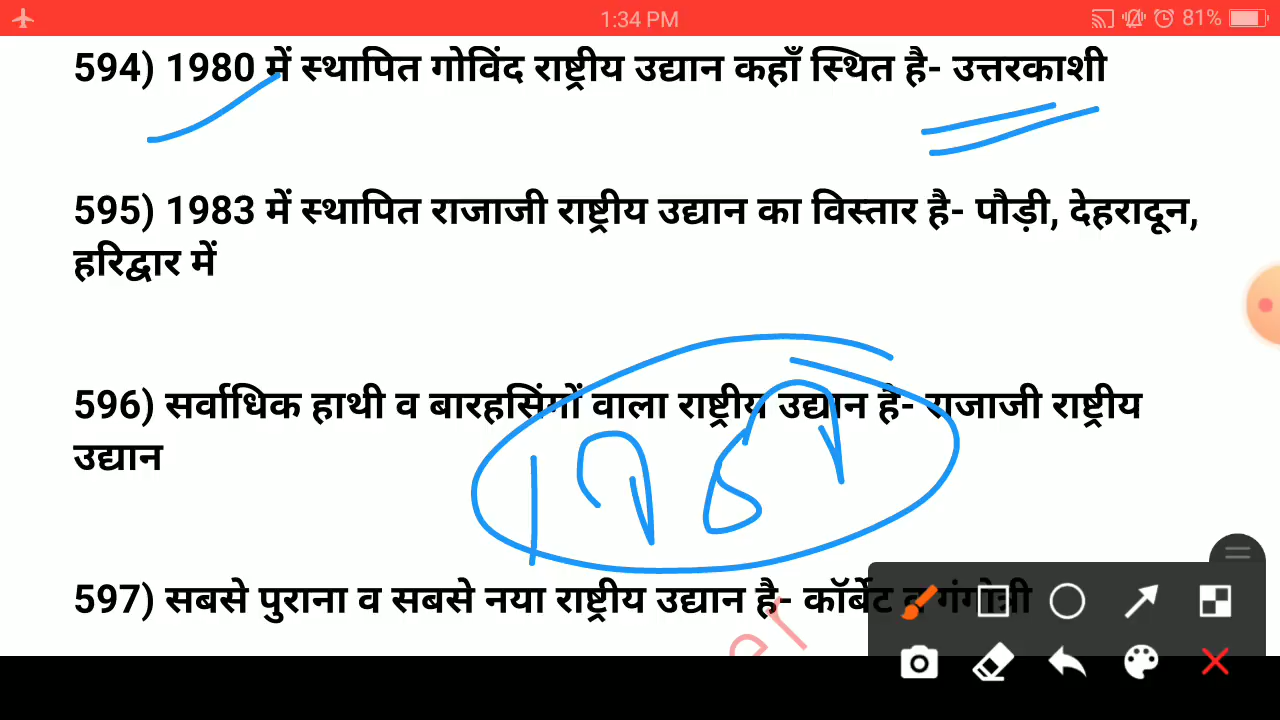 1:34 PM
81%
594) 1980 में स्थापित गोविंद राष्ट्रीय उद्यान कहाँ स्थित है- उत्तरकाशी
595) 1983 में स्थापित राजाजी राष्ट्रीय उद्यान का विस्तार है- पौड़ी, देहरादून,
हरिद्वार में
596) सर्वाधिक हाथी व बारहसिंगों वाला राष्ट्रीय उद्यान है- राजाजी राष्ट्रीय
उद्यान
597) सबसे पुराना व सबसे नया राष्ट्रीय उद्यान है- कॉर्बेट व गंगोत्री